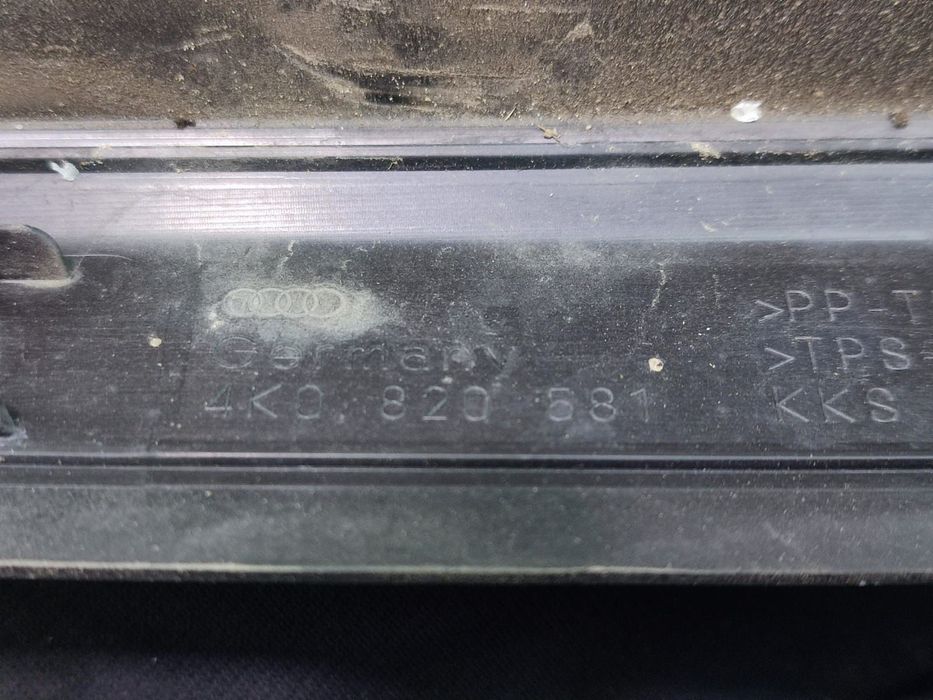 Germany
4K0 820 581
>PP-T
>TPS
KKS